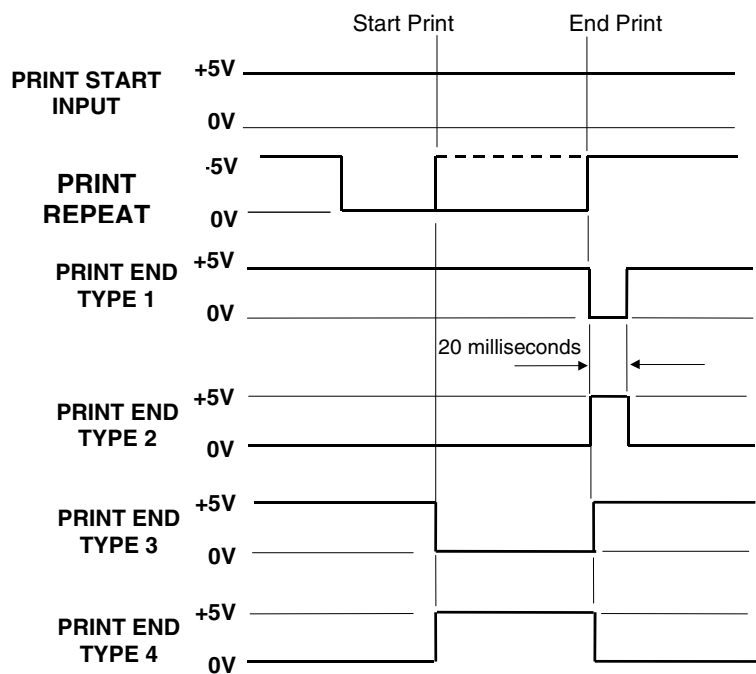 Start Print End Print
PRINT START
INPUT
+5V
0V
PRINT
REPEAT
-5V
0V
PRINT END
TYPE 1
+5V
0V
20 milliseconds
PRINT END
TYPE 2
+5V
0V
PRINT END
TYPE 3
+5V
0V
PRINT END
TYPE 4
+5V
0V